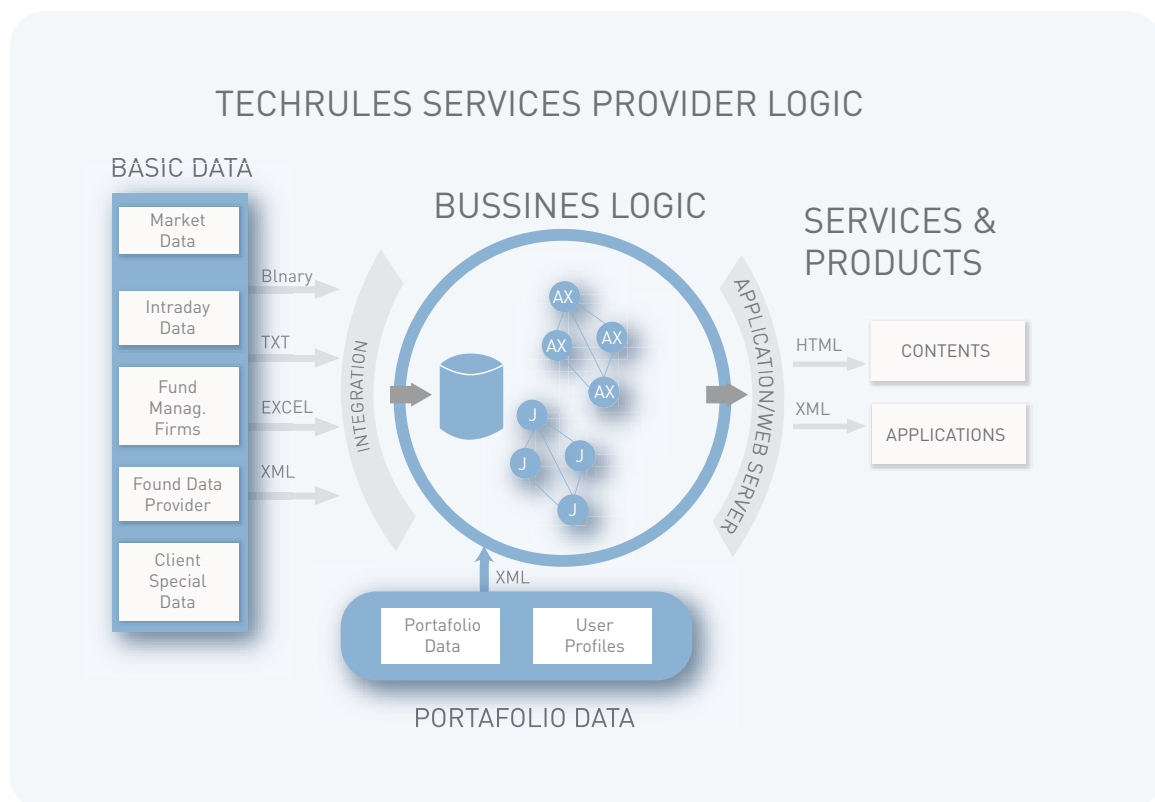 TECHRULES SERVICES PROVIDER LOGIC
BASIC DATA
Market
Data
Intraday
Data
Fund
Manag.
Firms
Found Data
Provider
Client
Special
Data
BInary
TXT
EXCEL
XML
INTEGRATION
BUSSINES LOGIC
AX
AX
AX
AX
J
J
J
J
APPLICATION/WEB SERVER
SERVICES &
PRODUCTS
HTML
CONTENTS
XML
APPLICATIONS
XML
Portafolio
Data
User
Profiles
PORTAFOLIO DATA